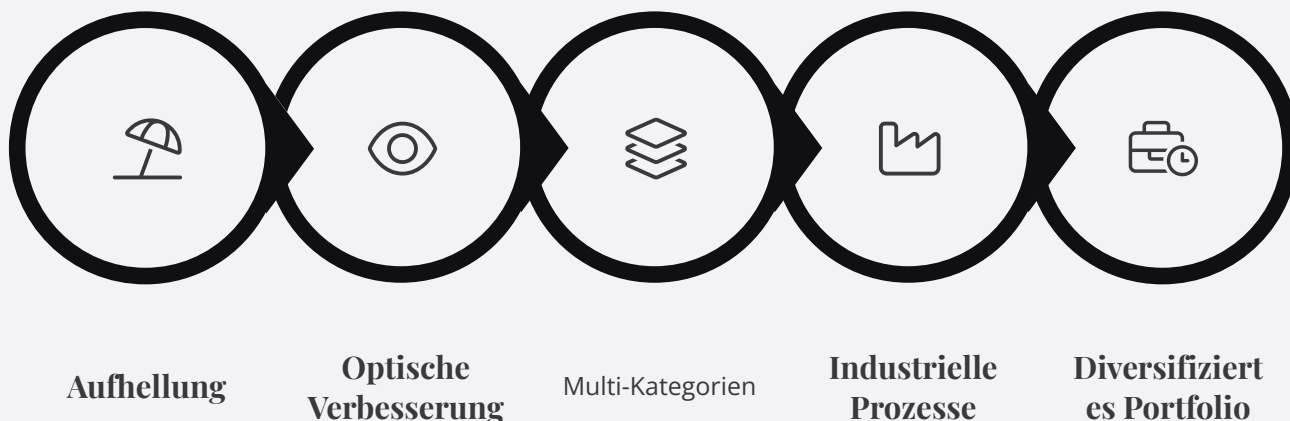 Aufhellung
Optische
Verbesserung
Multi-Kategorien
Industrielle
Prozesse
Diversifiziert
es Portfolio